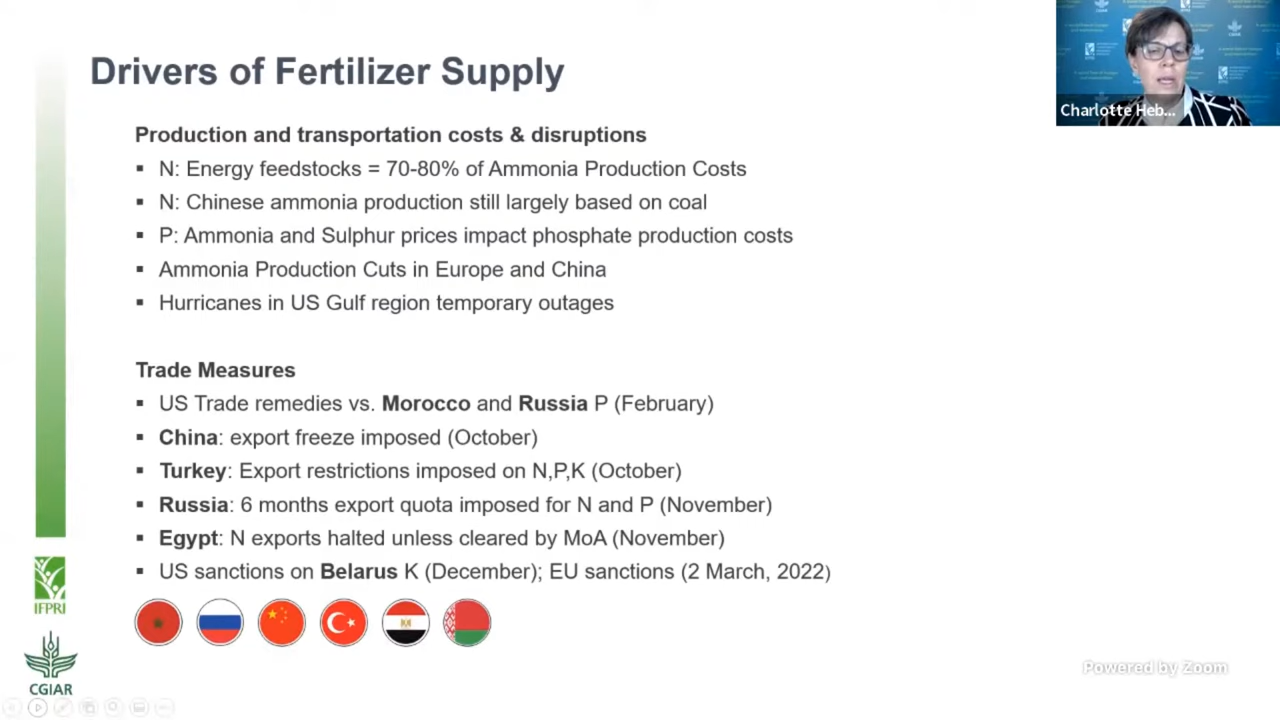 Drivers of Fertilizer Supply
Charlotte Heb...
Production and transportation costs & disruptions
▪ N: Energy feedstocks = 70-80% of Ammonia Production Costs
▪ N: Chinese ammonia production still largely based on coal
▪ P: Ammonia and Sulphur prices impact phosphate production costs
▪ Ammonia Production Cuts in Europe and China
▪ Hurricanes in US Gulf region temporary outages
Trade Measures
▪ US Trade remedies vs. Morocco and Russia P (February)
▪ China: export freeze imposed (October)
▪ Turkey: Export restrictions imposed on N,P,K (October)
▪ Russia: 6 months export quota imposed for N and P (November)
▪ Egypt: N exports halted unless cleared by MoA (November)
▪ US sanctions on Belarus K (December); EU sanctions (2 March, 2022)
IFPRI
CGIAR
Powered by Zoom